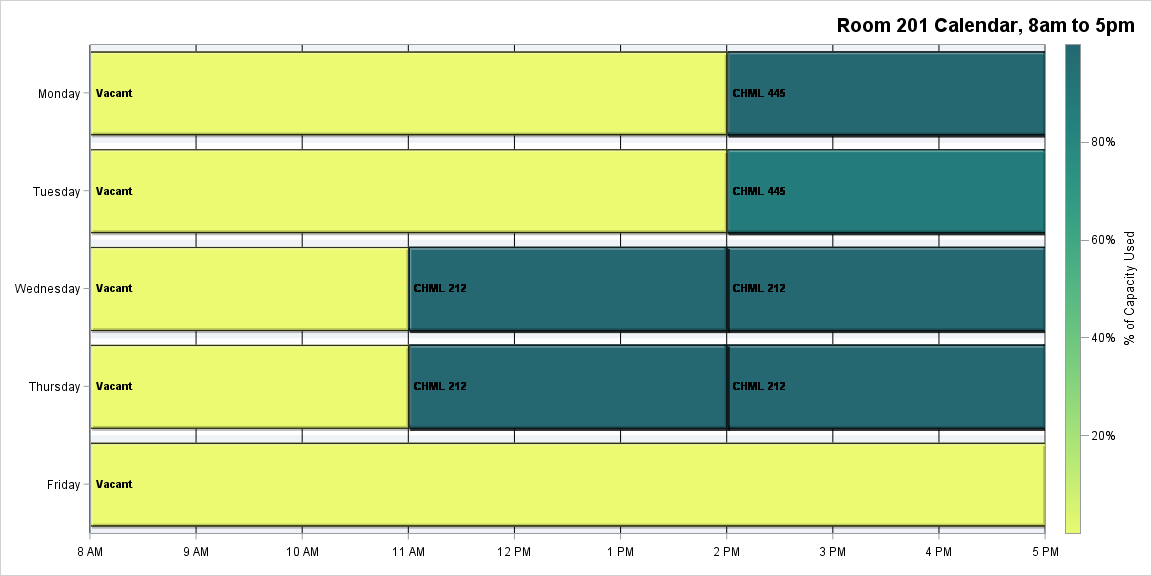 Room 201 Calendar, 8am to 5pm
Monday
Vacant
CHML 445
Tuesday
Vacant
CHML 445
Wednesday
Vacant
CHML 212
CHML 212
Thursday
Vacant
CHML 212
CHML 212
Friday
Vacant
8 AM
9 AM
10 AM
11 AM
12 PM
1 PM
2 PM
3 PM
4 PM
5 PM
80%
60%
40%
20%
% of Capacity Used